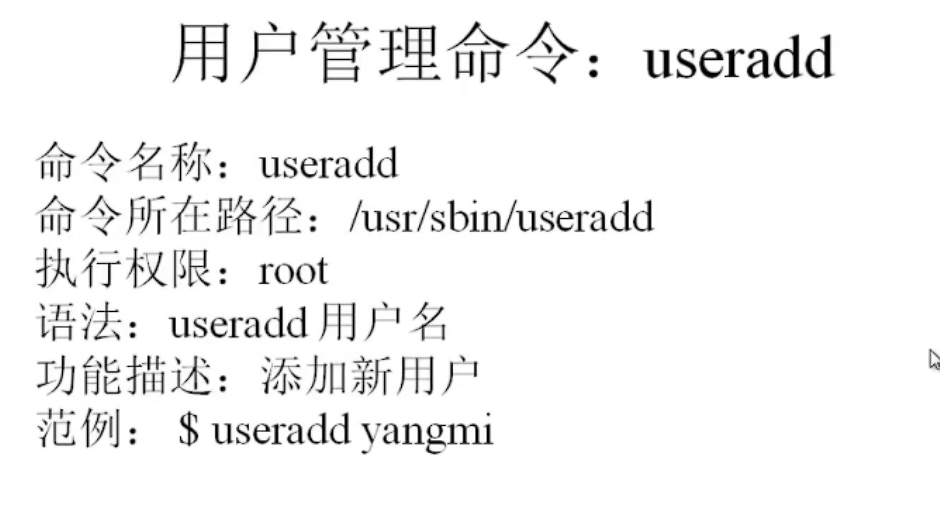 用户管理命令：useradd
命令名称：useradd
命令所在路径：/usr/sbin/useradd
执行权限：root
语法：useradd 用户名
功能描述：添加新用户
范例： $ useradd yangmi